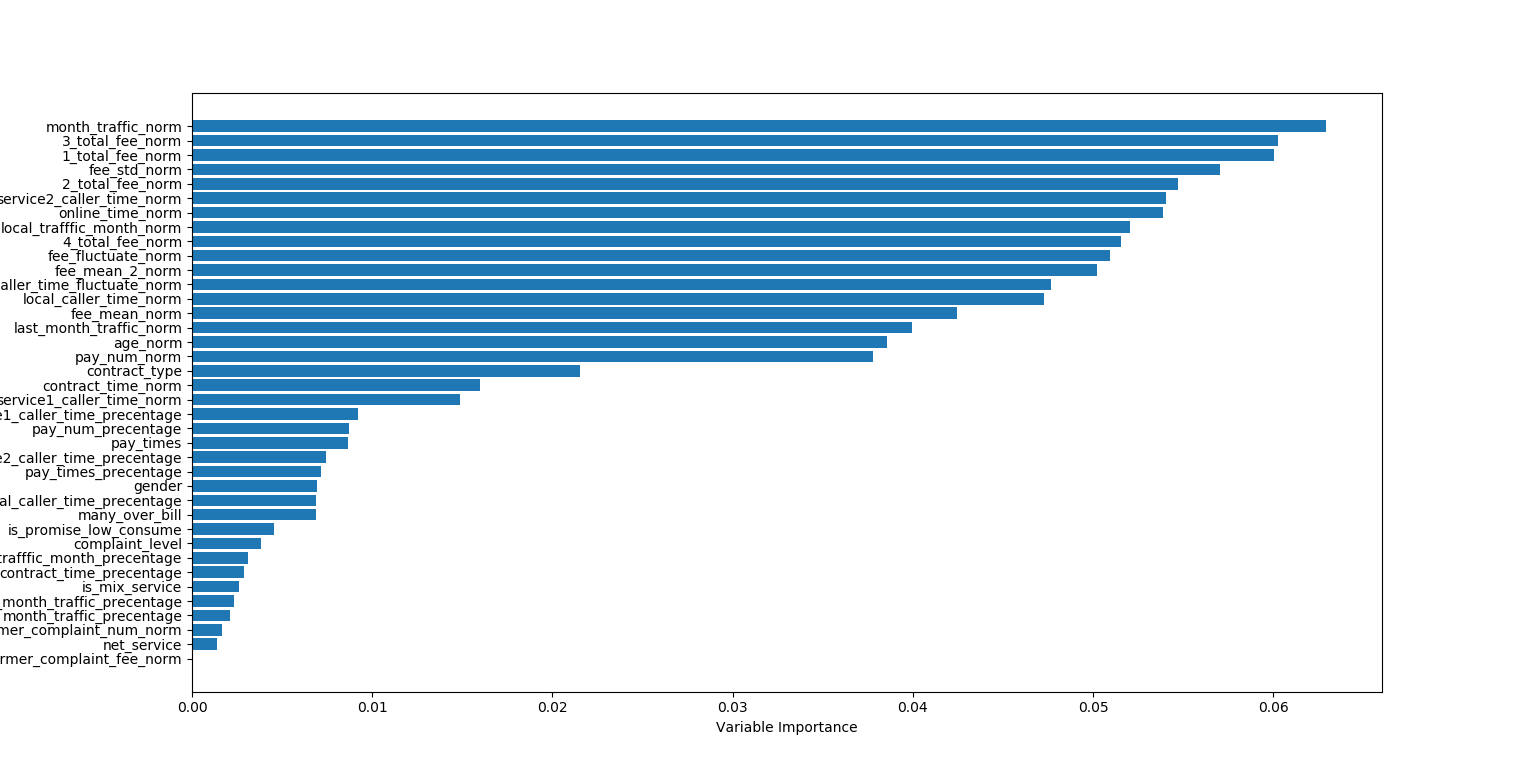 month_traffic_norm
3_total_fee_norm
1_total_fee_norm
fee_std_norm
2_total_fee_norm
service2_caller_time_norm
online_time_norm
local_trafffic_month_norm
4_total_fee_norm
fee_fluctuate_norm
fee_mean_2_norm
aller_time_fluctuate_norm
local_caller_time_norm
fee_mean_norm
last_month_traffic_norm
age_norm
pay_num_norm
contract_type
contract_time_norm
service1_caller_time_norm
e1_caller_time_precentage
pay_num_precentage
pay_times
e2_caller_time_precentage
pay_times_precentage
gender
al_caller_time_precentage
many_over_bill
is_promise_low_consume
complaint_level
trafffic_month_precentage
contract_time_precentage
is_mix_service
_month_traffic_precentage
month_traffic_precentage
mer_complaint_num_norm
net_service
rmer_complaint_fee_norm
0.00 0.01 0.02 0.03 0.04 0.05 0.06
Variable Importance